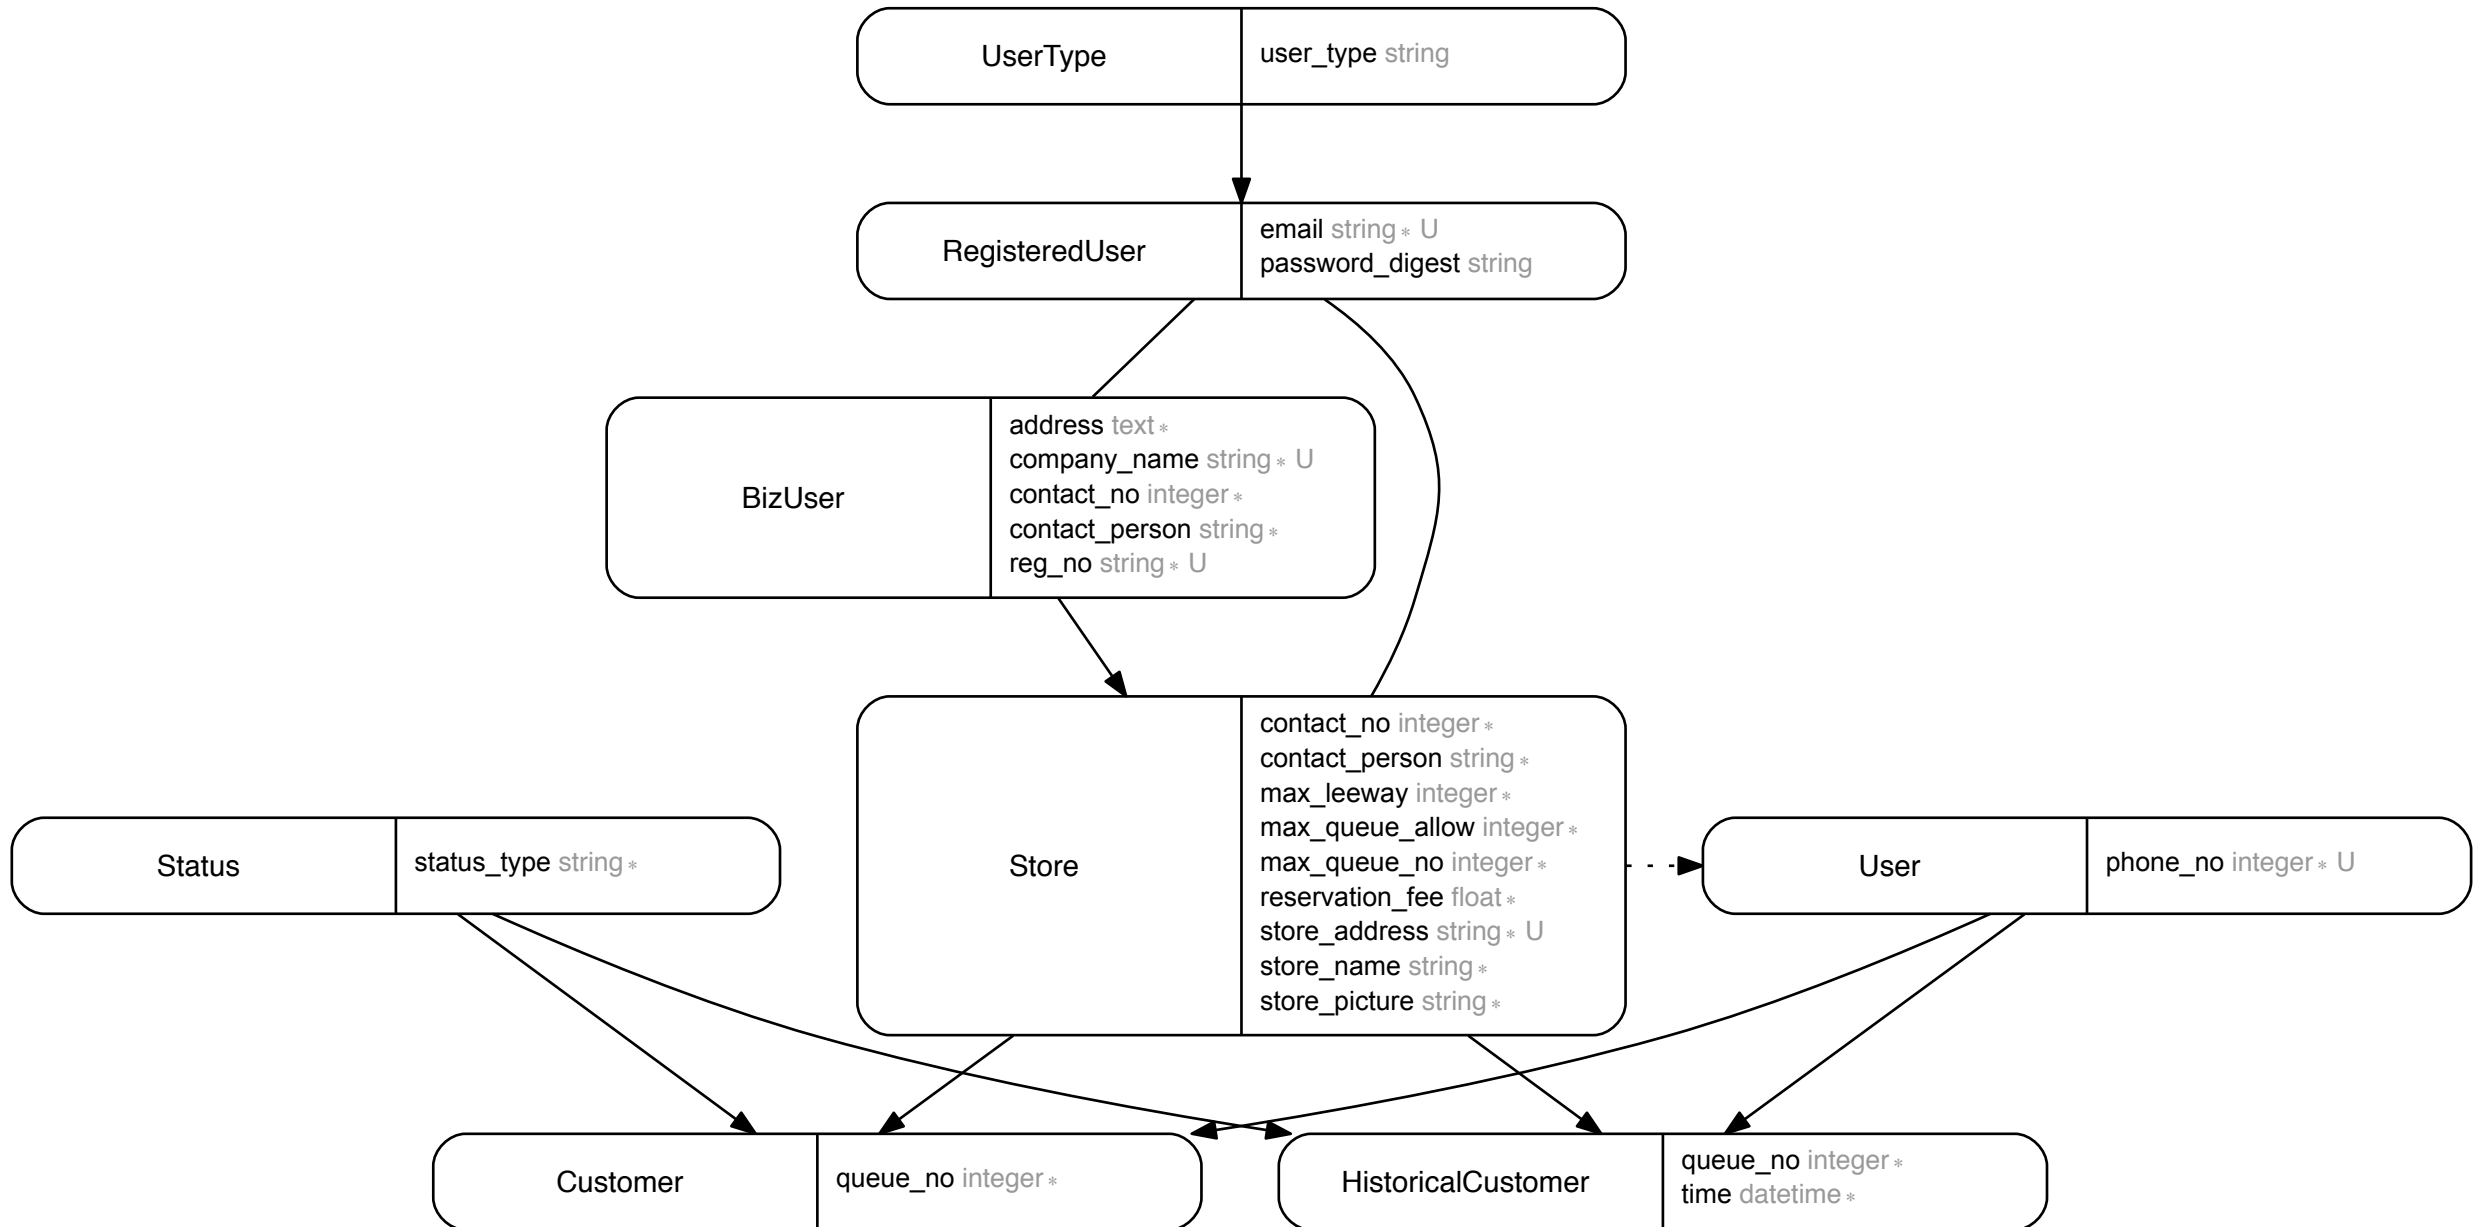 UserType
user_type string
RegisteredUser
email string* U
password_digest string
BizUser
address text*
company_name string* U
contact_no integer*
contact_person string*
reg_no string* U
Store
contact_no integer*
contact_person string*
max_leeway integer*
max_queue_allow integer*
max_queue_no integer*
reservation_fee float*
store_address string* U
store_name string*
store_picture string*
Status
status_type string*
User
phone_no integer* U
Customer
queue_no integer*
HistoricalCustomer
queue_no integer*
time datetime*